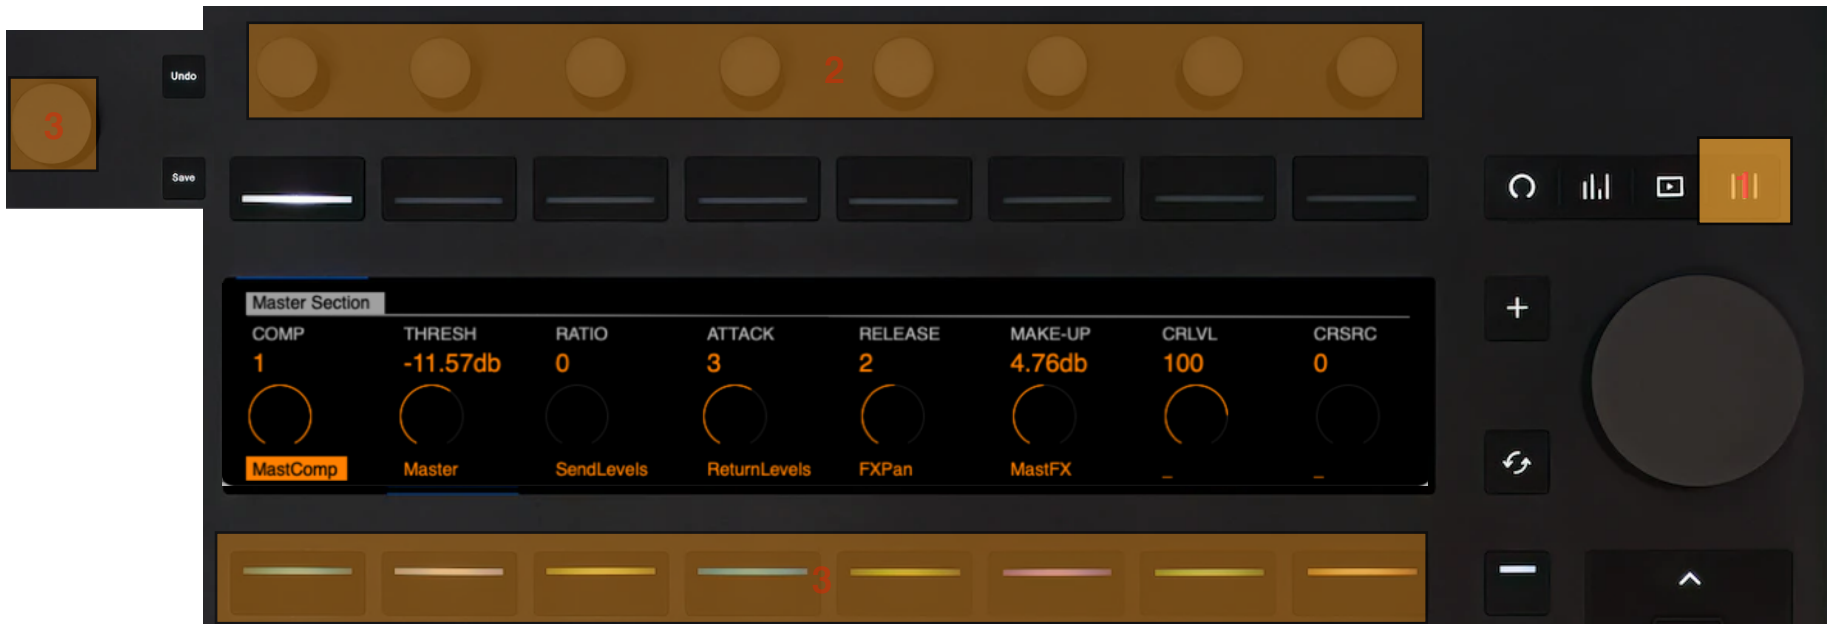 Undo
2
3
Save
1
Master Section
COMP THRESH RATIO ATTACK RELEASE MAKE-UP CRLVL CRSRC
1 -11.57db 0 3 2 4.76db 100 0
MastComp Master SendLevels ReturnLevels FXPan MastFX _ _
3